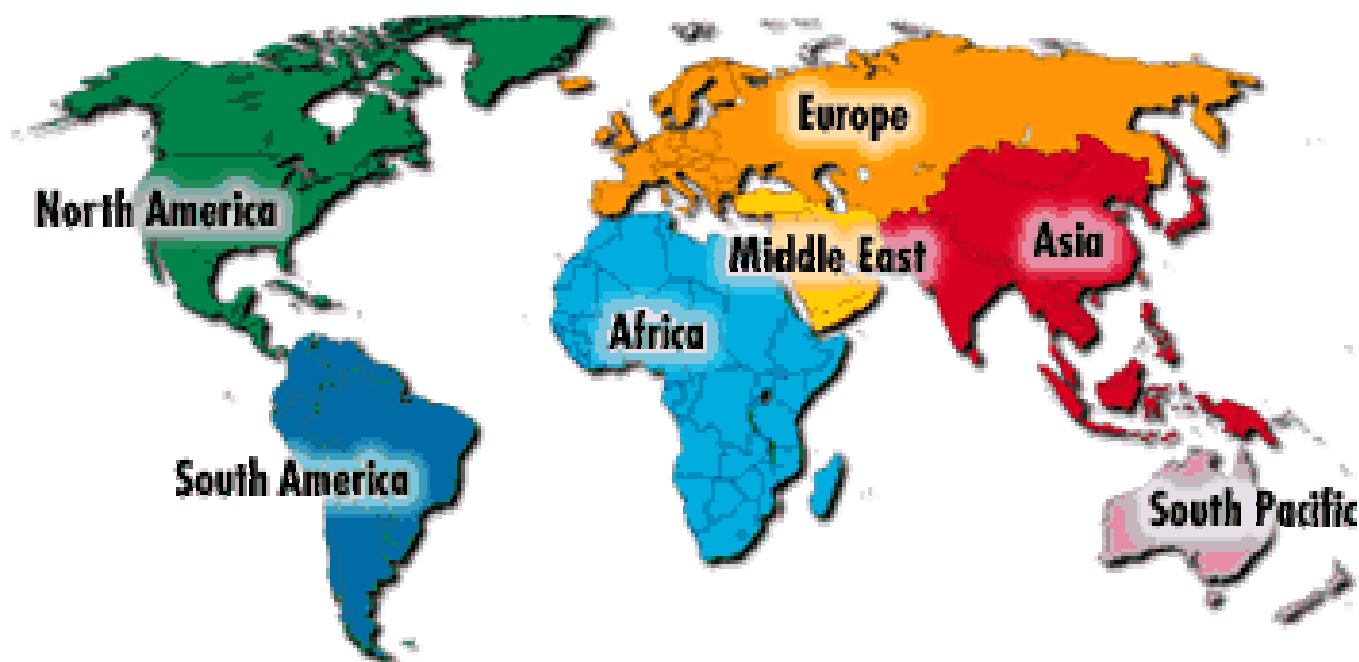 Europe
North America
Middle East
Asia
Africa
South America
South Pacific